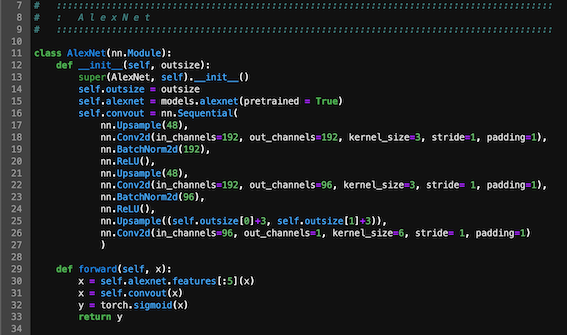 7 # ::::::::::::::::::::::::::::::::::::::::::::::::::::::::::::::::::::::::::::::::::::::
8 # : A l e x N e t
9 # ::::::::::::::::::::::::::::::::::::::::::::::::::::::::::::::::::::::::::::::::::::::
10
11 class AlexNet(nn.Module):
12     def __init__(self, outsize):
13         super(AlexNet, self).__init__()
14         self.outsize = outsize
15         self.alexnet = models.alexnet(pretrained = True)
16         self.convout = nn.Sequential(
17             nn.Upsample(48),
18             nn.Conv2d(in_channels=192, out_channels=192, kernel_size=3, stride=1, padding=1),
19             nn.BatchNorm2d(192),
20             nn.ReLU(),
21             nn.Upsample(48),
22             nn.Conv2d(in_channels=192, out_channels=96, kernel_size=3, stride= 1, padding=1),
23             nn.BatchNorm2d(96),
24             nn.ReLU(),
25             nn.Upsample((self.outsize[0]+3, self.outsize[1]+3)),
26             nn.Conv2d(in_channels=96, out_channels=1, kernel_size=6, stride= 1, padding=1)
27             )
28
29     def forward(self, x):
30         x = self.alexnet.features[:5](x)
31         x = self.convout(x)
32         y = torch.sigmoid(x)
33         return y
34